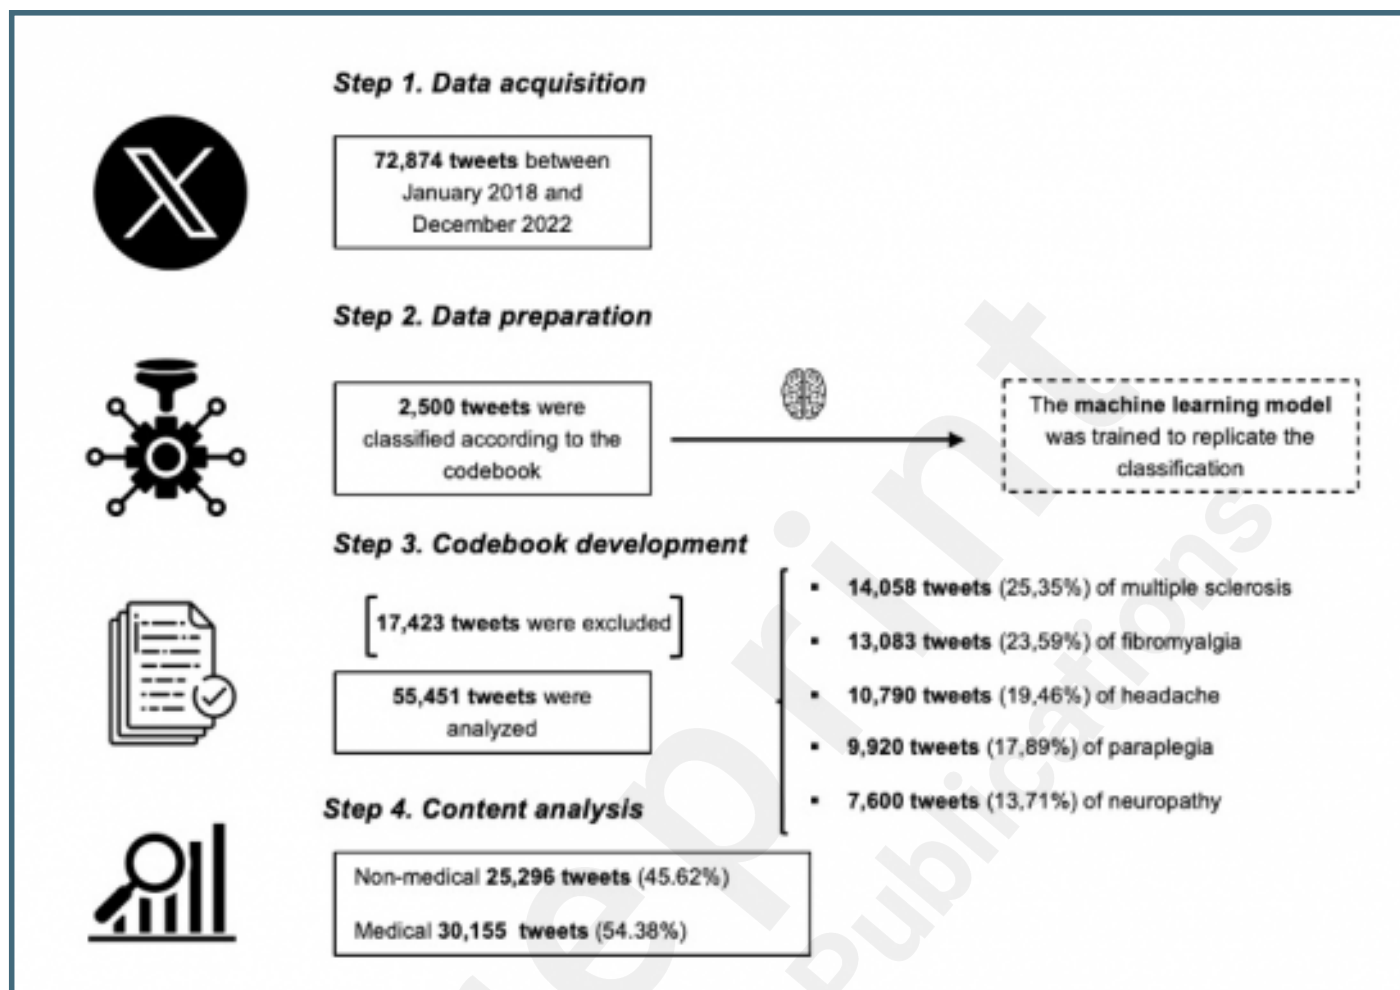 Step 1. Data acquisition
72,874 tweets between
January 2018 and
December 2022
Step 2. Data preparation
2,500 tweets were
classified according to the
codebook
The machine learning model
was trained to replicate the
classification
Step 3. Codebook development
[17,423 tweets were excluded]
55,451 tweets were
analyzed
▪ 14,058 tweets (25,35%) of multiple sclerosis
▪ 13,083 tweets (23,59%) of fibromyalgia
▪ 10,790 tweets (19,46%) of headache
▪ 9,920 tweets (17,89%) of paraplegia
▪ 7,600 tweets (13,71%) of neuropathy
Step 4. Content analysis
Non-medical 25,296 tweets (45.62%)
Medical 30,155 tweets (54.38%)
eprint
Publications